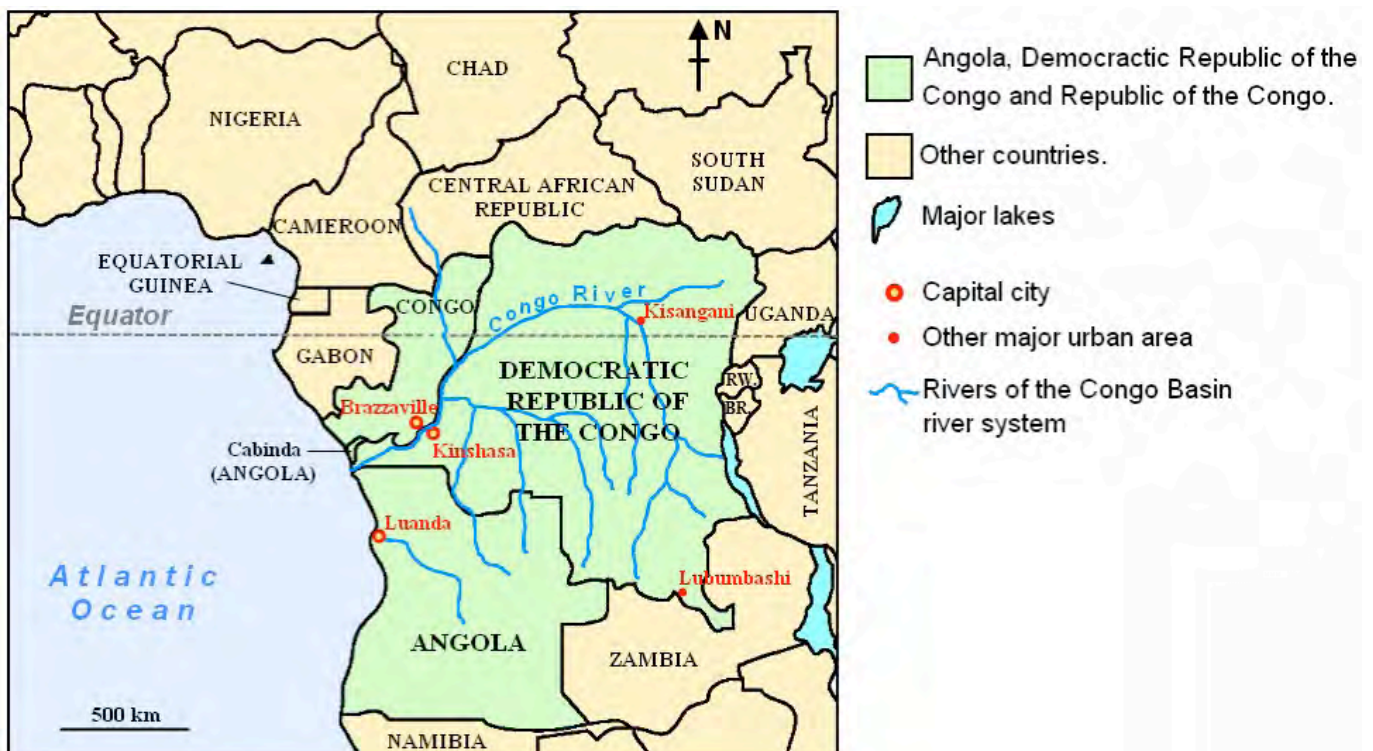 N
CHAD
NIGERIA
SOUTH
SUDAN
CENTRAL AFRICAN
REPUBLIC
CAMEROON
EQUATORIAL
GUINEA
CONGO
Congo River
Kisangani
UGANDA
Equator
GABON
DEMOCRATIC
REPUBLIC OF
THE CONGO
RW.
BR.
Brazzaville
Kinshasa
Cabinda
(ANGOLA)
TANZANIA
Luanda
Atlantic
Ocean
Lubumbashi
ANGOLA
ZAMBIA
500 km
NAMIBIA
Angola, Democractic Republic of the
Congo and Republic of the Congo.
Other countries.
Major lakes
Capital city
Other major urban area
Rivers of the Congo Basin
river system